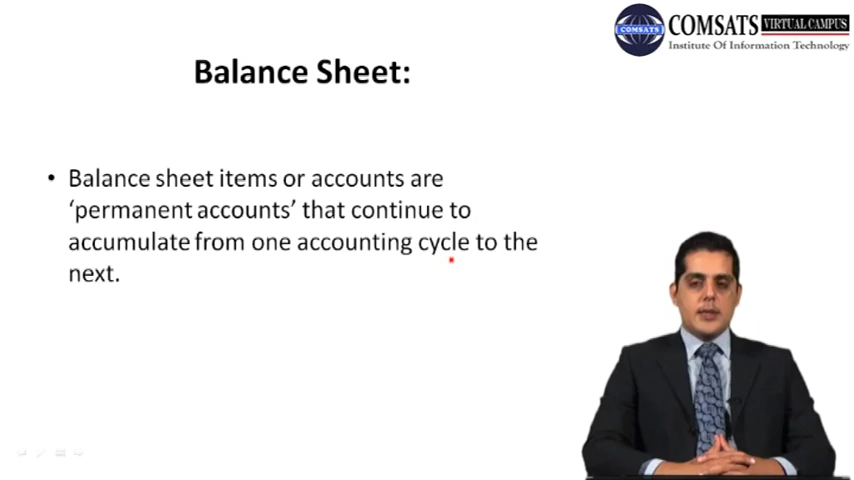 COMSATS VIRTUAL CAMPUS
Institute Of Information Technology
COMSATS
Balance Sheet:
• Balance sheet items or accounts are
‘permanent accounts’ that continue to
accumulate from one accounting cycle to the
next.